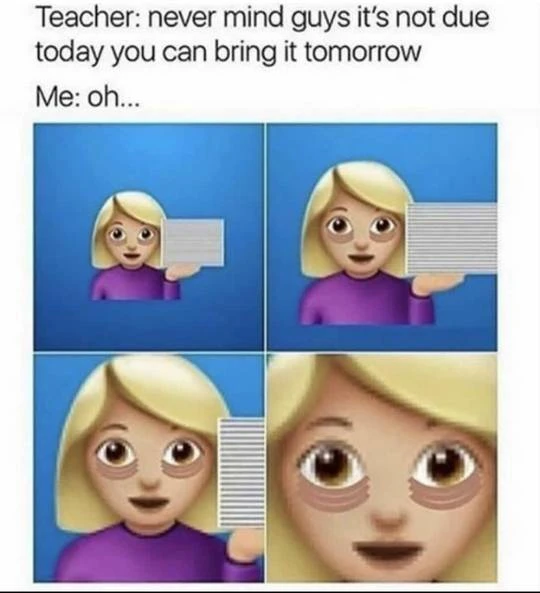 Teacher: never mind guys it's not due
today you can bring it tomorrow
Me: oh...